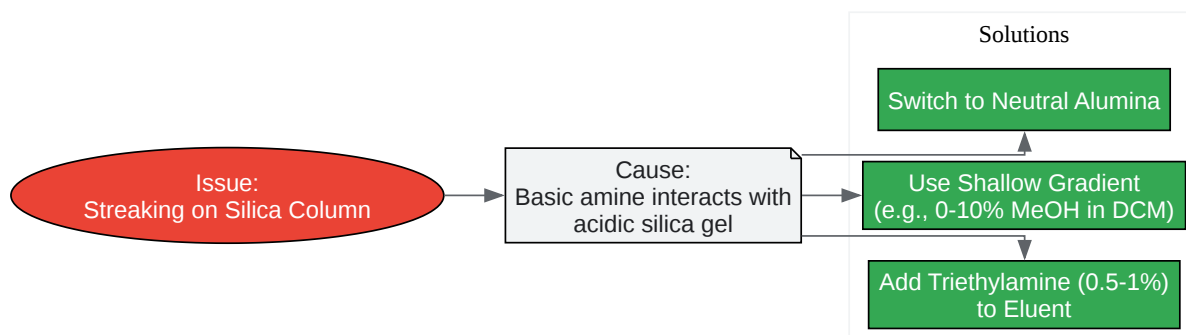 Solutions
Switch to Neutral Alumina
Issue:
Streaking on Silica Column
Cause:
Basic amine interacts with
acidic silica gel
Use Shallow Gradient
(e.g., 0-10% MeOH in DCM)
Add Triethylamine (0.5-1%)
to Eluent